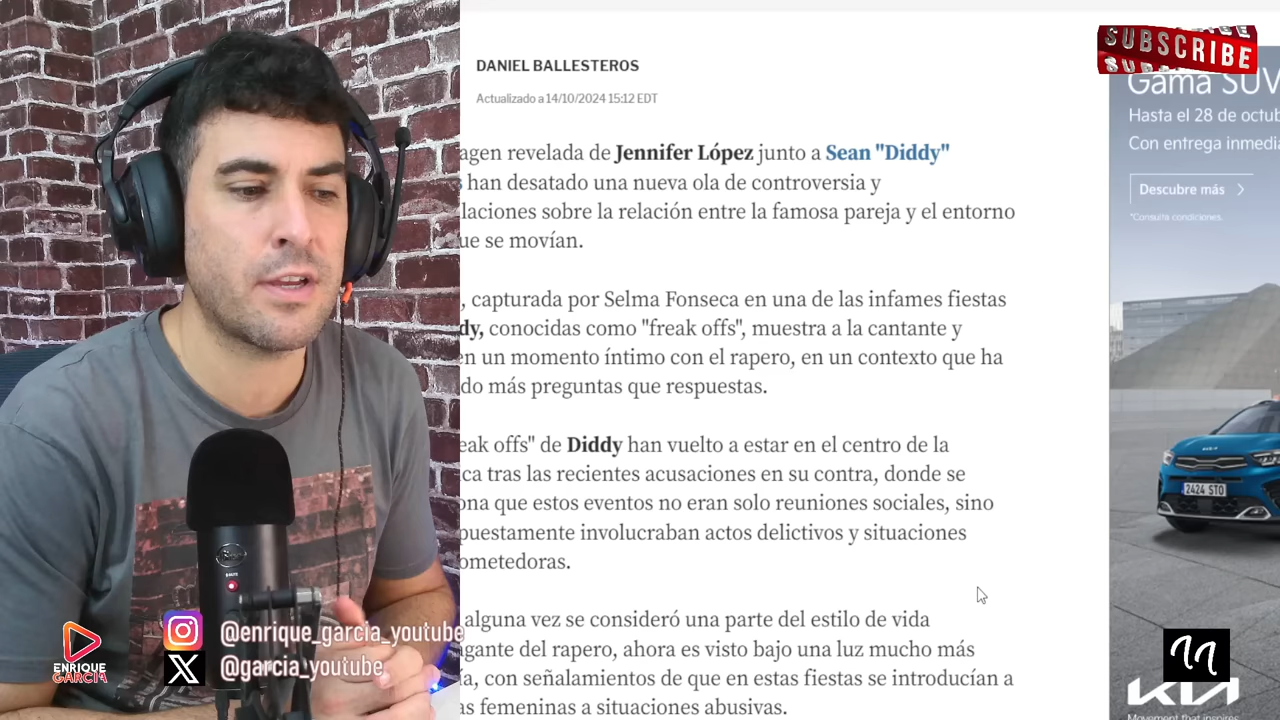 SUBSCRIBE
DANIEL BALLESTEROS
Actualizado a 14/10/2024 15:12 EDT
agen revelada de Jennifer López junto a Sean "Diddy"
han desatado una nueva ola de controversia y
laciones sobre la relación entre la famosa pareja y el entorno
ue se movían.
, capturada por Selma Fonseca en una de las infames fiestas
dy, conocidas como "freak offs", muestra a la cantante y
en un momento íntimo con el rapero, en un contexto que ha
do más preguntas que respuestas.
eak offs" de Diddy han vuelto a estar en el centro de la
ca tras las recientes acusaciones en su contra, donde se
ona que estos eventos no eran solo reuniones sociales, sino
puestamente involucraban actos delictivos y situaciones
ometedoras.
alguna vez se consideró una parte del estilo de vida
gante del rapero, ahora es visto bajo una luz mucho más
a, con señalamientos de que en estas fiestas se introducían a
as femeninas a situaciones abusivas.
Gama SUV
Hasta el 28 de octub
Con entrega inmedia
Descubre más
*Consulta condiciones.
2424 STO
KIA
Movement that inspires
@enrique_garcia_youtube
@garcia_youtube
ENRIQUE
GARCIA